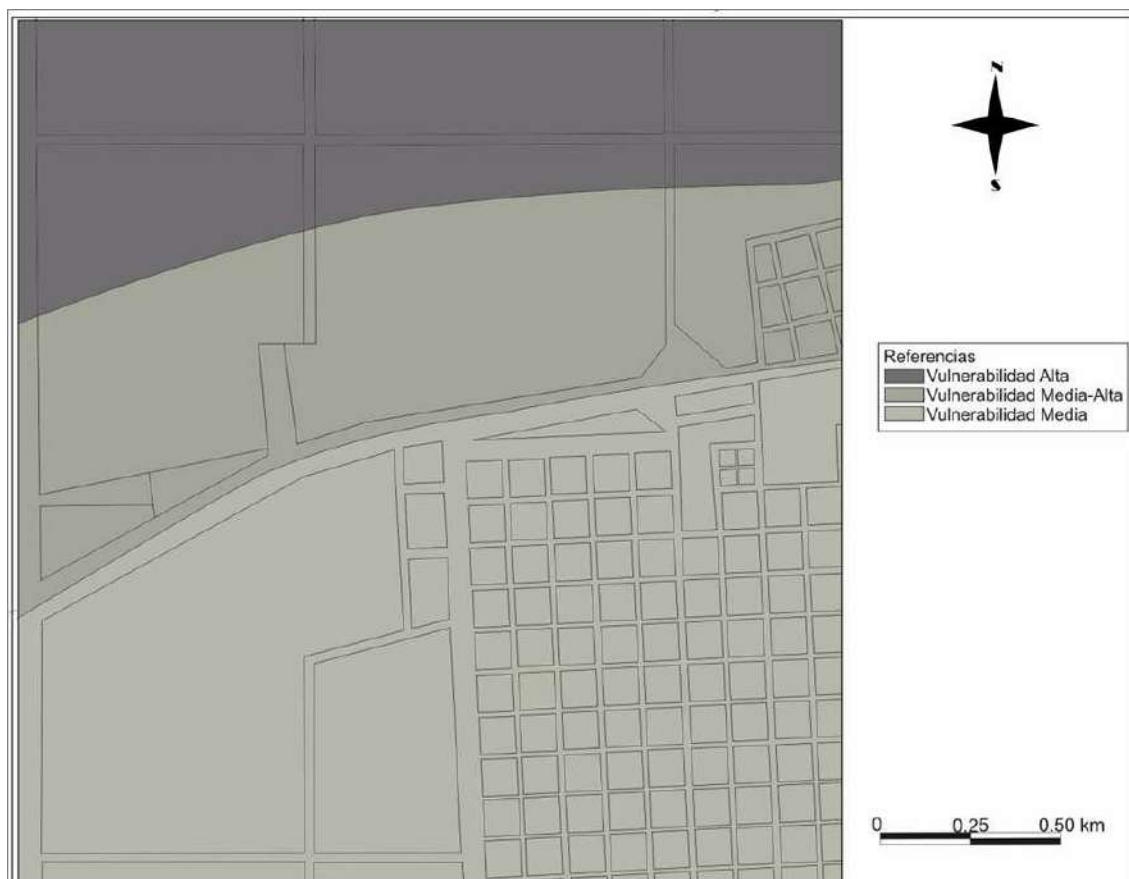 N
S
Referencias
Vulnerabilidad Alta
Vulnerabilidad Media-Alta
Vulnerabilidad Media
0 0.25 0.50 km